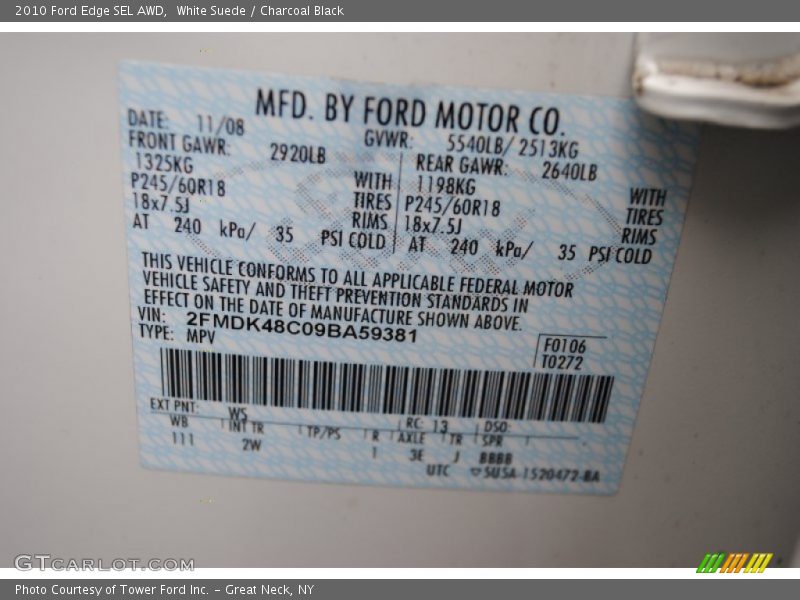 2010 Ford Edge SEL AWD, White Suede / Charcoal Black
MFD. BY FORD MOTOR CO.
DATE: 11/08 GVWR: 5540LB/ 2513KG
FRONT GAWR: 2920LB REAR GAWR: 2640LB
1325KG WITH 1198KG WITH
P245/60R18 TIRES P245/60R18 TIRES
18x7.5J RIMS 18x7.5J RIMS
AT 240 kPa/ 35 PSI COLD AT 240 kPa/ 35 PSI COLD
THIS VEHICLE CONFORMS TO ALL APPLICABLE FEDERAL MOTOR
VEHICLE SAFETY AND THEFT PREVENTION STANDARDS IN
EFFECT ON THE DATE OF MANUFACTURE SHOWN ABOVE.
VIN: 2FMDK48C09BA59381
TYPE: MPV
F0106
T0272
EXT PNT: W5 RC: 13 DSO:
WB INT TR TP/PS R AXLE TR SPR
111 2W 1 3E J 8BBB
UTC 5U5A-1520472-BA
GTCARLOT.COM
Photo Courtesy of Tower Ford Inc. - Great Neck, NY